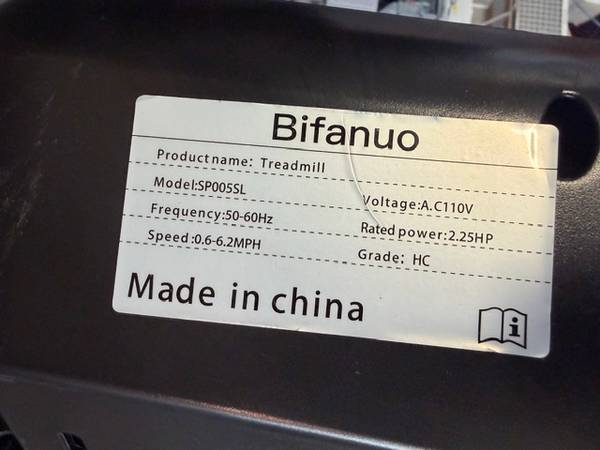 Bifanuo
Product name: Treadmill
Model:SP005SL
Voltage:A.C110V
Frequency:50-60Hz
Rated power:2.25HP
Speed:0.6-6.2MPH
Grade: HC
Made in china